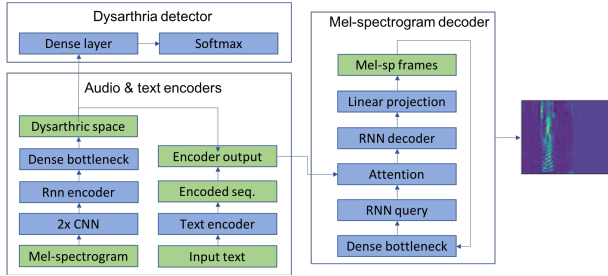 Dysarthria detector
Dense layer
Softmax
Audio & text encoders
Dysarthric space
Dense bottleneck
Rnn encoder
2x CNN
Mel-spectrogram
Encoder output
Encoded seq.
Text encoder
Input text
Mel-spectrogram decoder
Mel-sp frames
Linear projection
RNN decoder
Attention
RNN query
Dense bottleneck